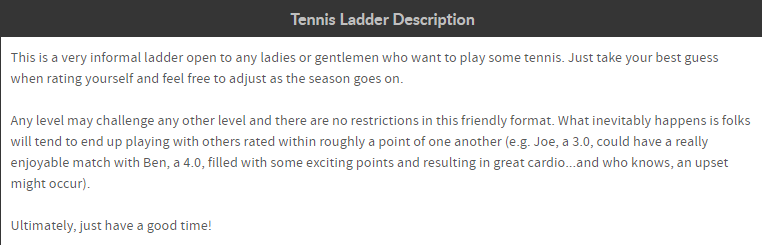 Tennis Ladder Description
This is a very informal ladder open to any ladies or gentlemen who want to play some tennis. Just take your best guess
when rating yourself and feel free to adjust as the season goes on.
Any level may challenge any other level and there are no restrictions in this friendly format. What inevitably happens is folks
will tend to end up playing with others rated within roughly a point of one another (e.g. Joe, a 3.0, could have a really
enjoyable match with Ben, a 4.0, filled with some exciting points and resulting in great cardio...and who knows, an upset
might occur).
Ultimately, just have a good time!